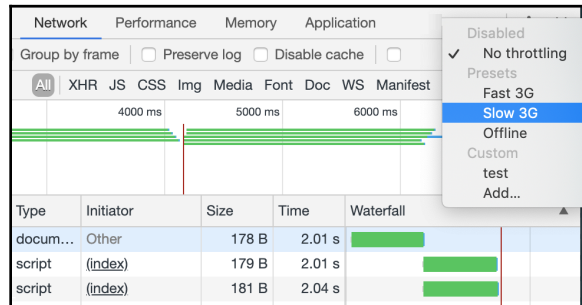 Network Performance Memory Application
Disabled
Group by frame Preserve log Disable cache
✓ No throttling
Presets
All XHR JS CSS Img Media Font Doc WS Manifest
Fast 3G
Slow 3G
4000 ms 5000 ms 6000 ms
Offline
Custom
test
Add...
Type Initiator Size Time Waterfall
docum... Other 178 B 2.01 s
script (index) 179 B 2.01 s
script (index) 181 B 2.04 s